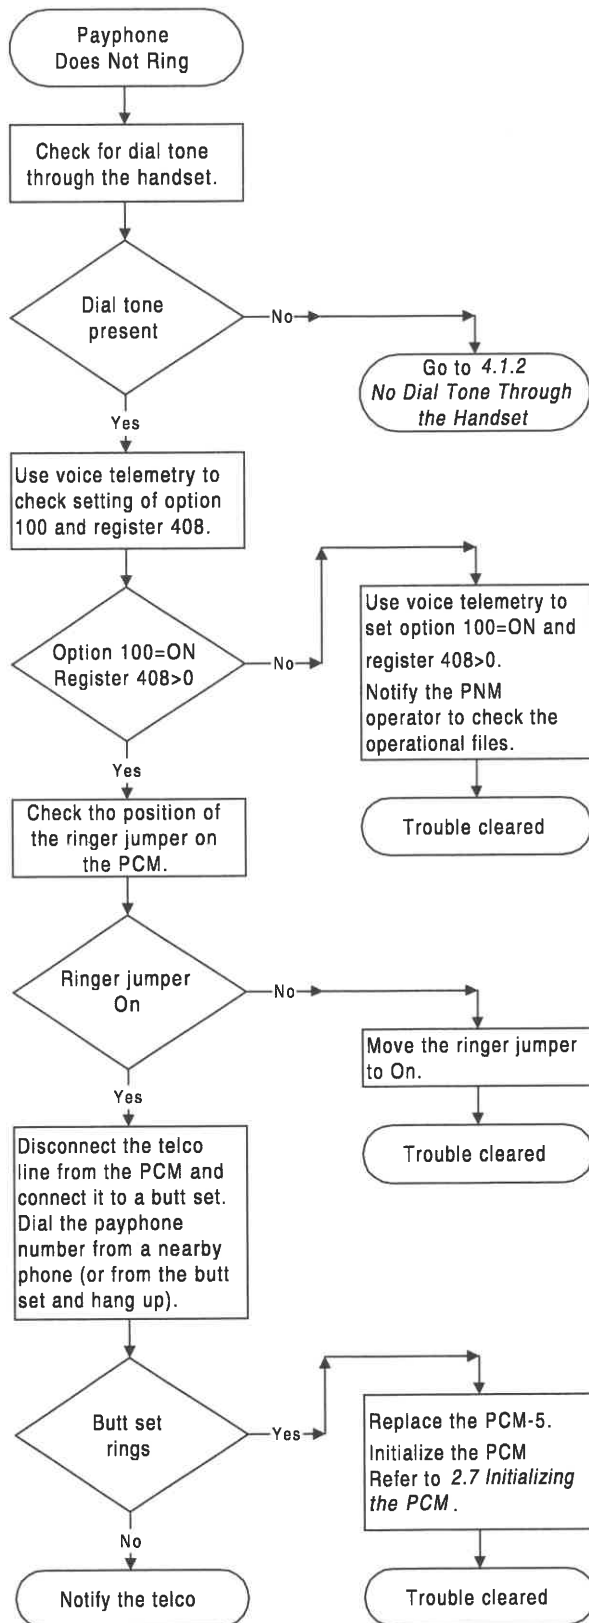 Payphone
Does Not Ring
Check for dial tone
through the handset.
Dial tone
present
No
Go to 4.1.2
No Dial Tone Through
the Handset
Yes
Use voice telemetry to
check setting of option
100 and register 408.
Option 100=ON
Register 408>0
No
Use voice telemetry to
set option 100=ON and
register 408>0.
Notify the PNM
operator to check the
operational files.
Trouble cleared
Yes
Check tho position of
the ringer jumper on
the PCM.
Ringer jumper
On
No
Move the ringer jumper
to On.
Trouble cleared
Yes
Disconnect the telco
line from the PCM and
connect it to a butt set.
Dial the payphone
number from a nearby
phone (or from the butt
set and hang up).
Butt set
rings
Yes
Replace the PCM-5.
Initialize the PCM
Refer to 2.7 Initializing
the PCM.
Trouble cleared
No
Notify the telco